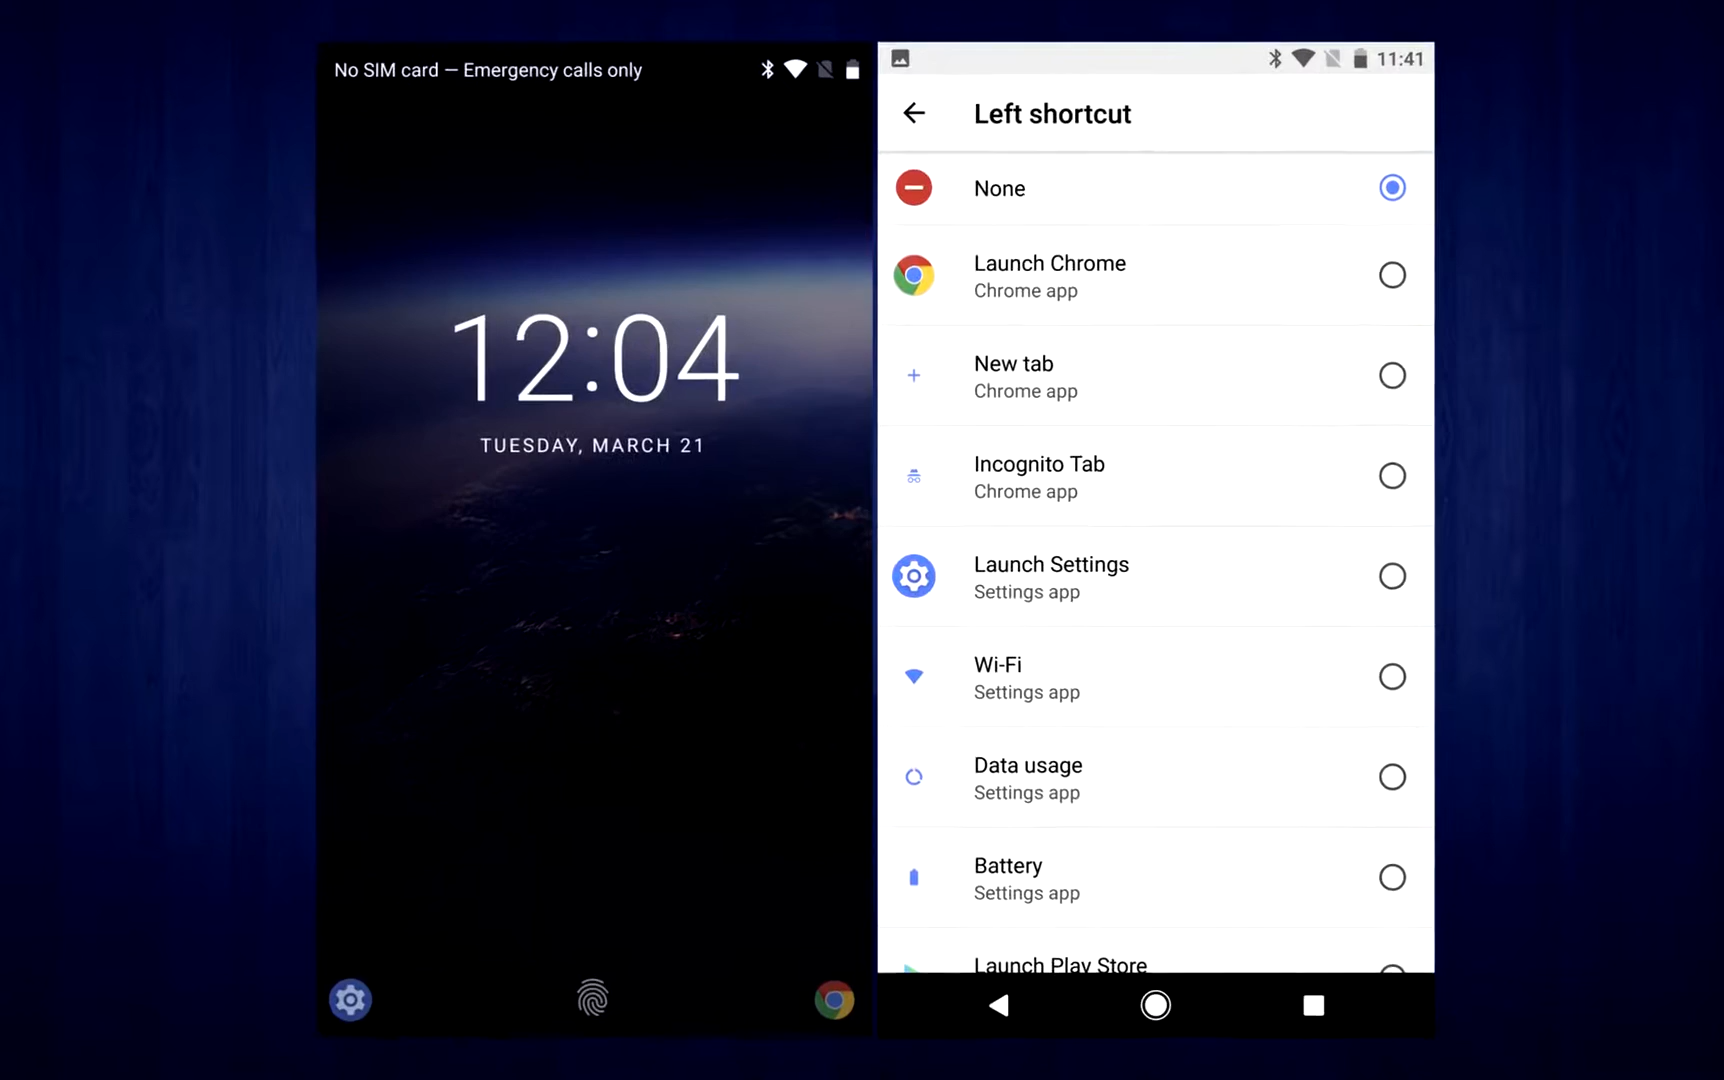 No SIM card – Emergency calls only
12:04
TUESDAY, MARCH 21
11:41
Left shortcut
None
Launch Chrome
Chrome app
New tab
Chrome app
Incognito Tab
Chrome app
Launch Settings
Settings app
Wi-Fi
Settings app
Data usage
Settings app
Battery
Settings app
Launch Play Store